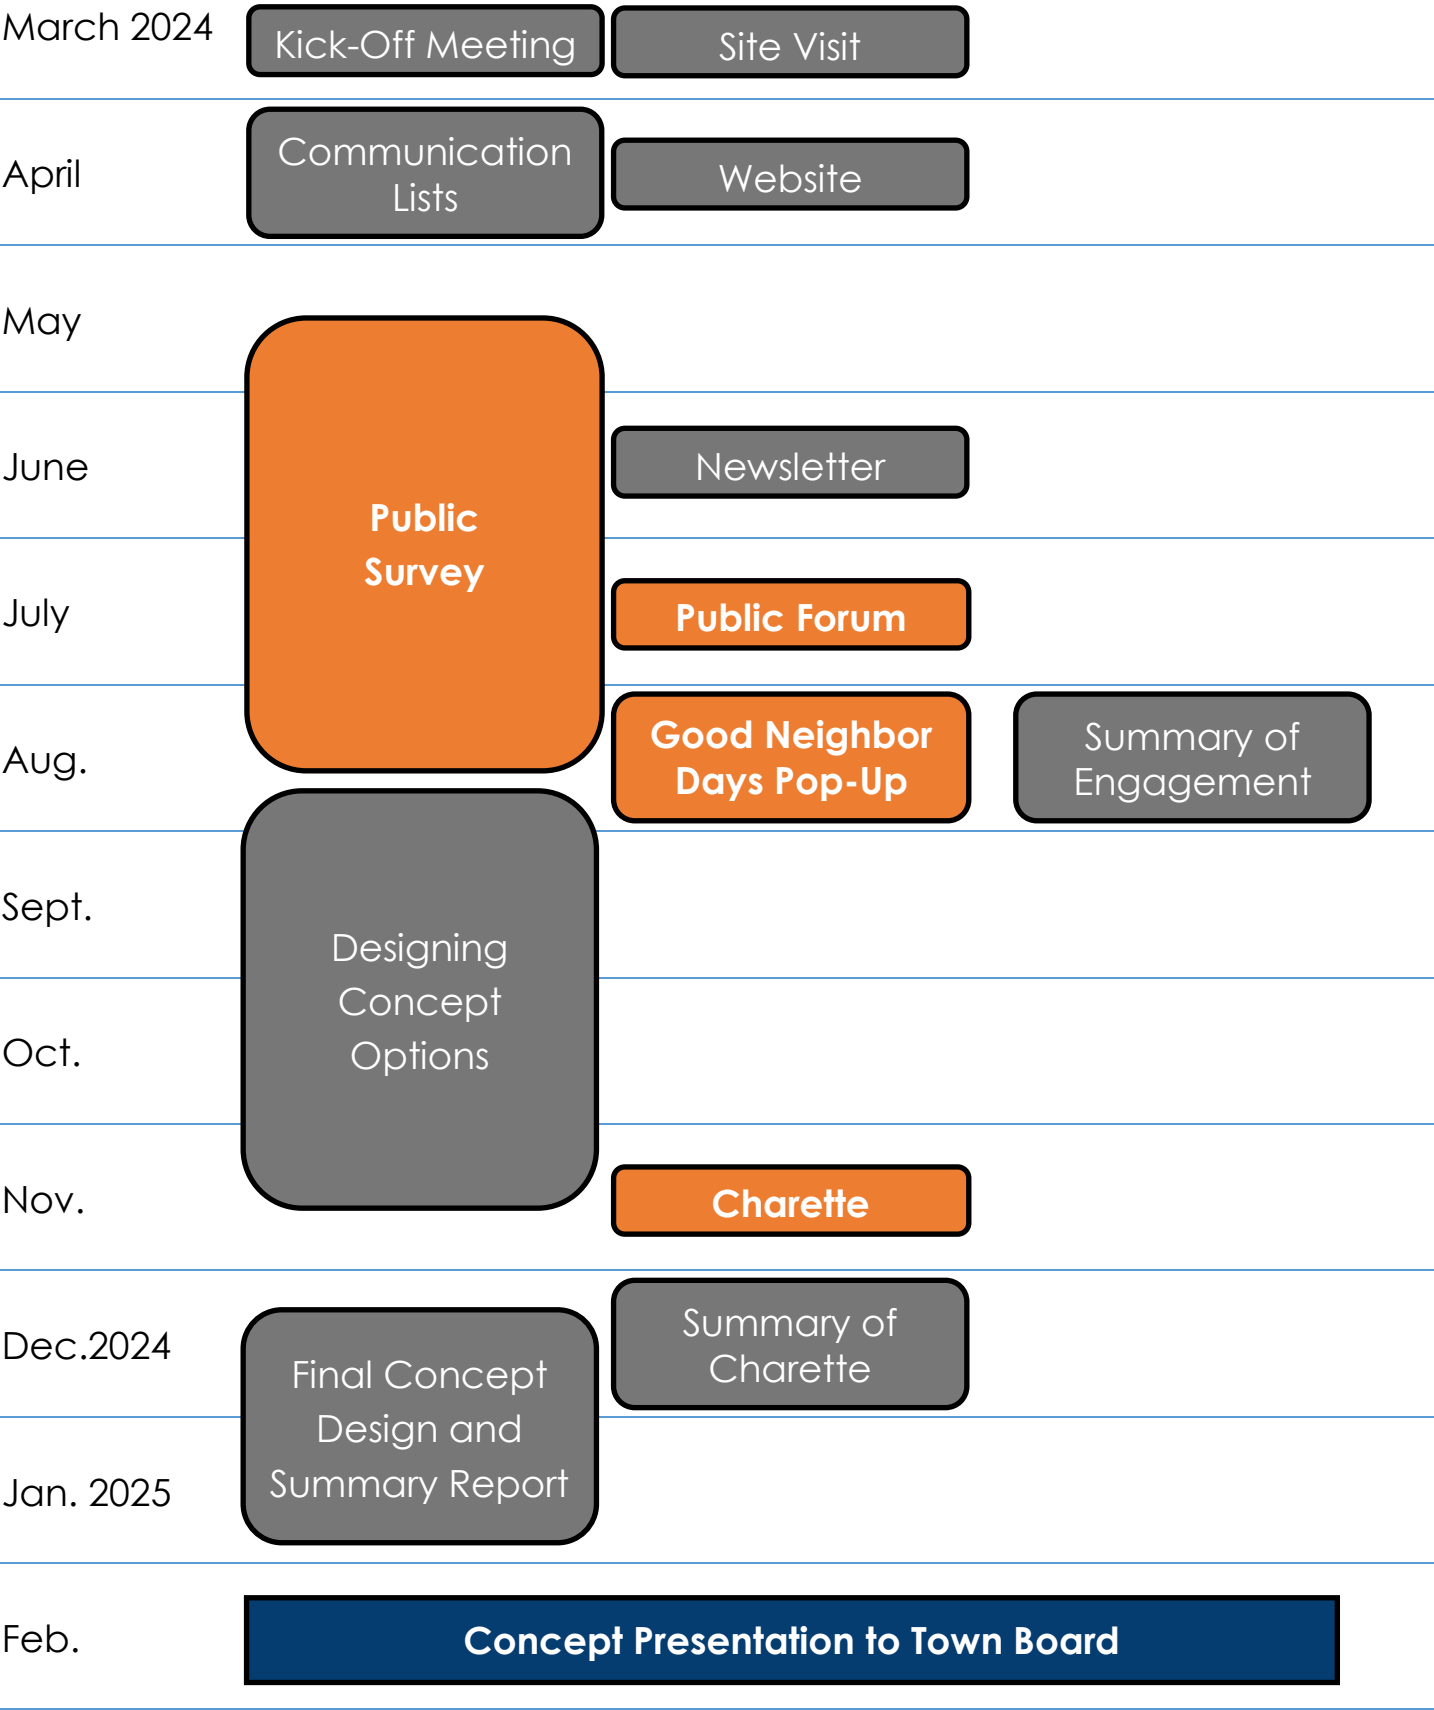 March 2024
Kick-Off Meeting
Site Visit
April
Communication
Lists
Website
May
Public
Survey
June
Newsletter
July
Public Forum
Aug.
Good Neighbor
Days Pop-Up
Summary of
Engagement
Sept.
Designing
Concept
Options
Oct.
Nov.
Charette
Dec.2024
Summary of
Charette
Final Concept
Design and
Summary Report
Jan. 2025
Feb.
Concept Presentation to Town Board